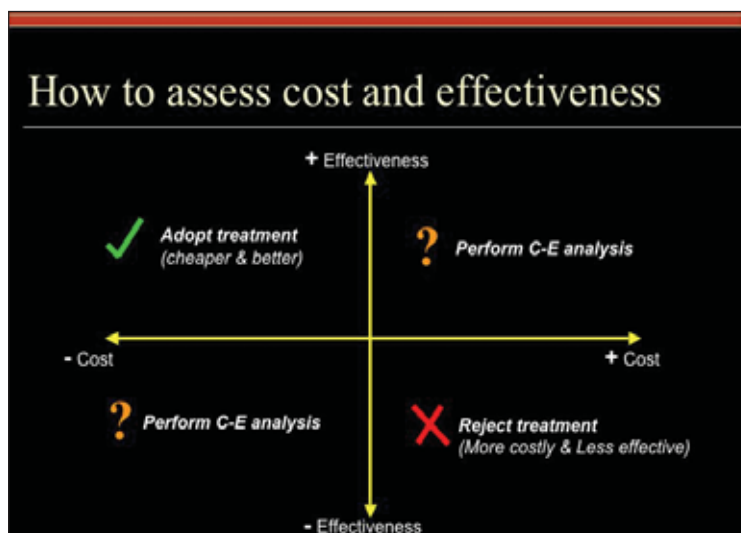 How to assess cost and effectiveness
+ Effectiveness
Adopt treatment
(cheaper & better)
? Perform C-E analysis
- Cost
+ Cost
? Perform C-E analysis
Reject treatment
(More costly & Less effective)
- Effectiveness